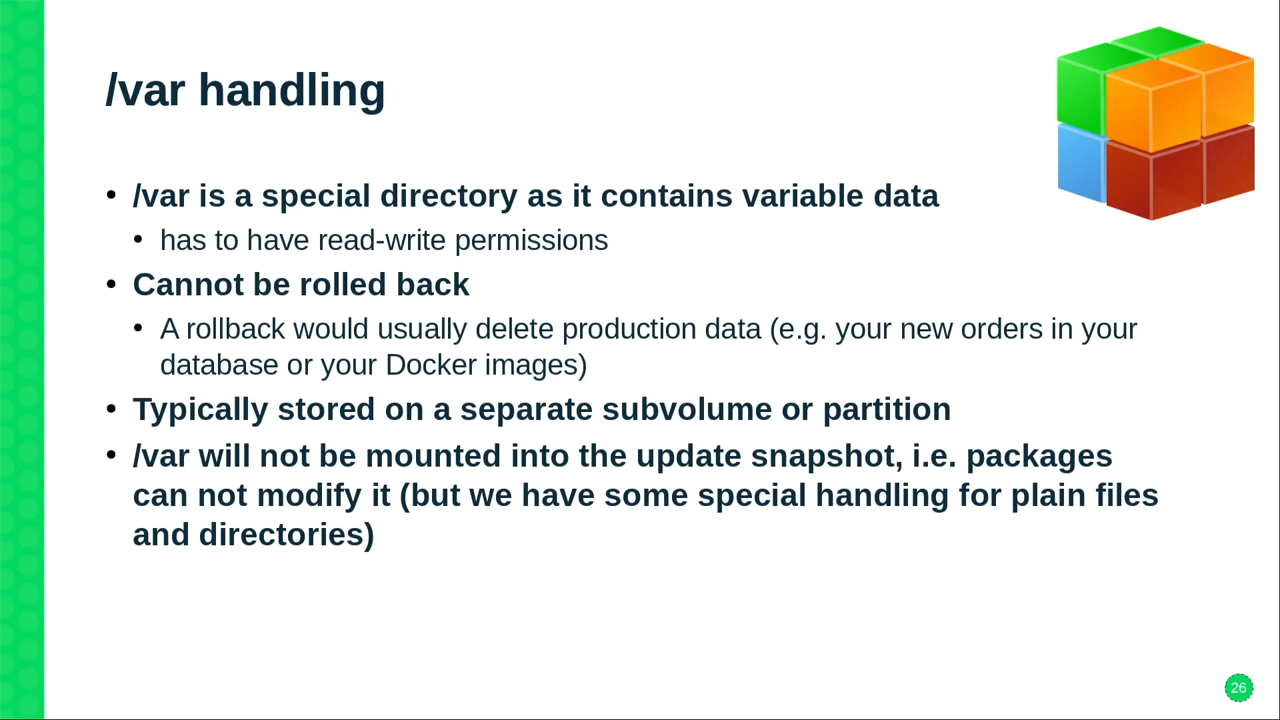 /var handling
• /var is a special directory as it contains variable data
• has to have read-write permissions
• Cannot be rolled back
• A rollback would usually delete production data (e.g. your new orders in your
database or your Docker images)
• Typically stored on a separate subvolume or partition
• /var will not be mounted into the update snapshot, i.e. packages
can not modify it (but we have some special handling for plain files
and directories)
26